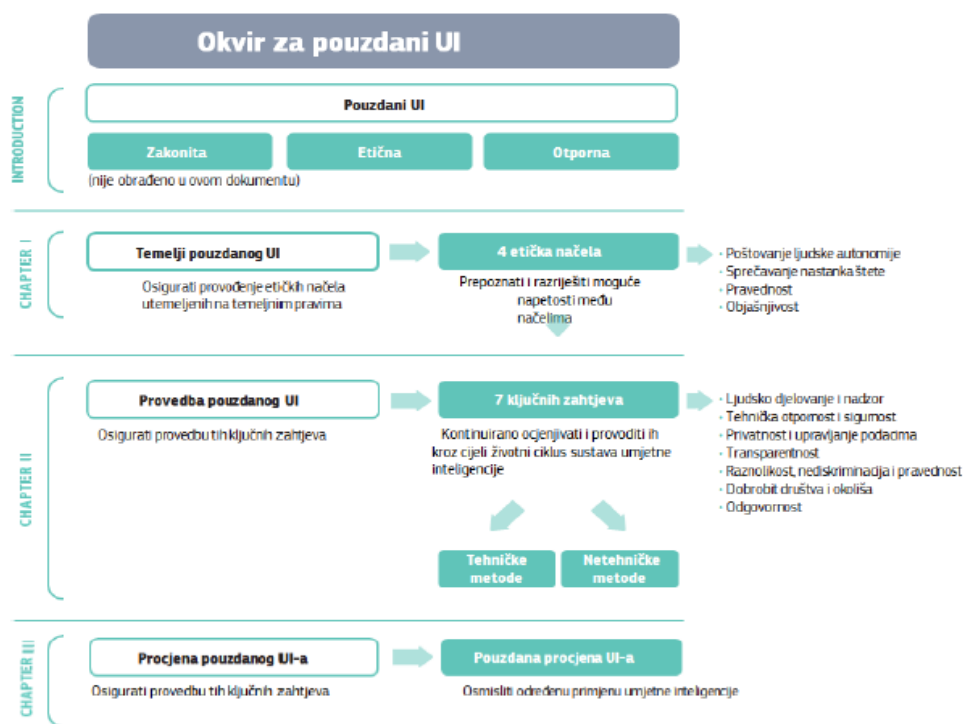 Okvir za pouzdani UI
INTRODUCTION
Pouzdani UI
Zakonita
Etična
Otporna
(nije obrađeno u ovom dokumentu)
CHAPTER I
Temelji pouzdanog UI
Osigurati provođenje etičkih načela
utemeljenih na temeljnim pravima
4 etička načela
Prepoznati i razriješiti moguće
napetosti među
načelima
• Poštovanje ljudske autonomije
• Sprečavanje nastanka štete
• Pravednost
• Objašnjivost
CHAPTER II
Provedba pouzdanog UI
Osigurati provedbu tih ključnih zahtjeva
7 ključnih zahtjeva
Kontinuirano ocjenjivati i provoditi ih
kroz cijeli životni ciklus sustava umjetne
inteligencije
• Ljudsko djelovanje i nadzor
• Tehnička otpornost i sigurnost
• Privatnost i upravljanje podacima
• Transparentnost
• Raznolikost, nediskriminacija i pravednost
• Dobrobit društva i okoliša
• Odgovornost
Tehničke
metode
Netehničke
metode
CHAPTER III
Procjena pouzdanog UI-a
Osigurati provedbu tih ključnih zahtjeva
Pouzdana procjena UI-a
Osmisliti određenu primjenu umjetne inteligencije